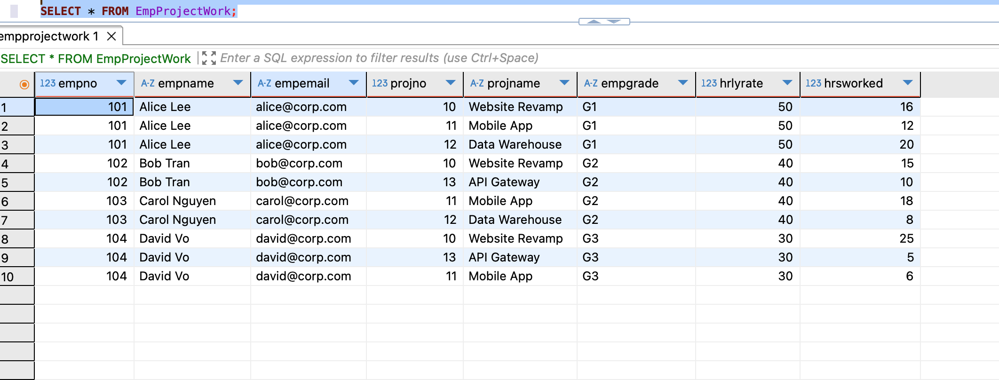 SELECT * FROM EmpProjectWork;
empprojectwork 1
SELECT * FROM EmpProjectWork Enter a SQL expression to filter results (use Ctrl+Space)
123 empno A-Z empname A-Z empemail 123 projno A-Z projname A-Z empgrade 123 hrlyrate 123 hrsworked
1 101 Alice Lee alice@corp.com 10 Website Revamp G1 50 16
2 101 Alice Lee alice@corp.com 11 Mobile App G1 50 12
3 101 Alice Lee alice@corp.com 12 Data Warehouse G1 50 20
4 102 Bob Tran bob@corp.com 10 Website Revamp G2 40 15
5 102 Bob Tran bob@corp.com 13 API Gateway G2 40 10
6 103 Carol Nguyen carol@corp.com 11 Mobile App G2 40 18
7 103 Carol Nguyen carol@corp.com 12 Data Warehouse G2 40 8
8 104 David Vo david@corp.com 10 Website Revamp G3 30 25
9 104 David Vo david@corp.com 13 API Gateway G3 30 5
10 104 David Vo david@corp.com 11 Mobile App G3 30 6